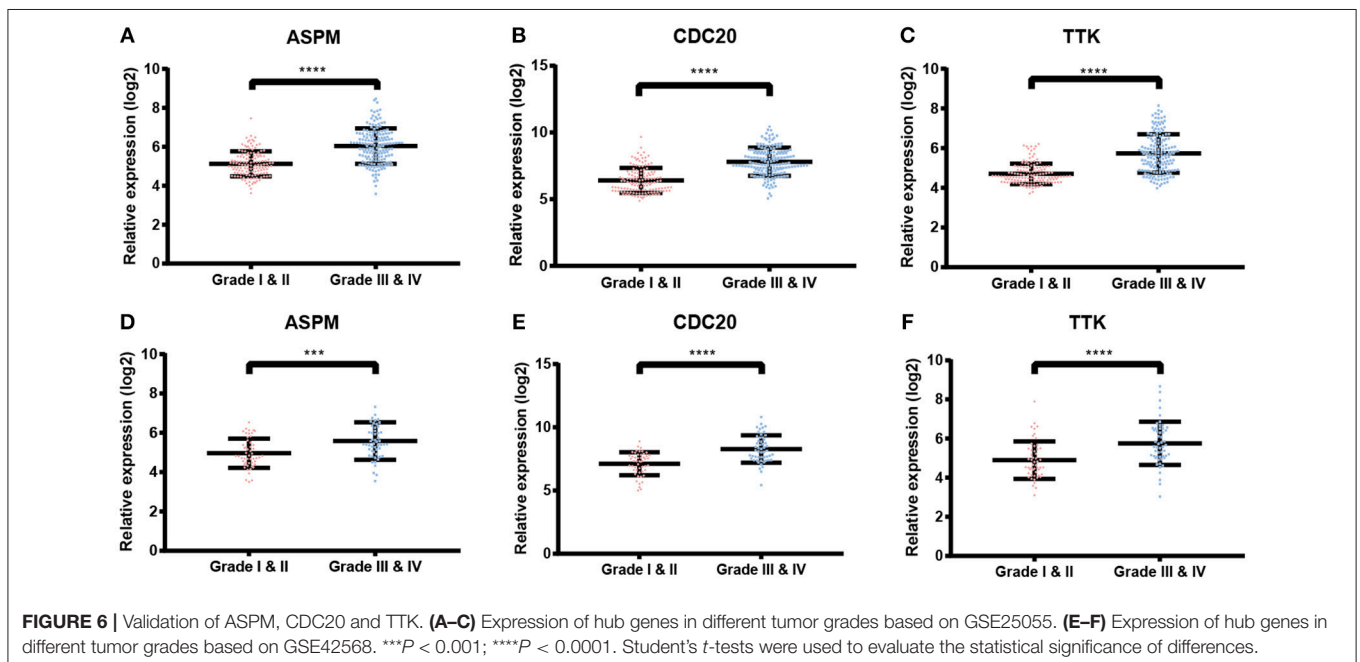 A
ASPM
****
Relative expression (log2)
10
8
6
4
2
0
Grade I & II
Grade III & IV
B
CDC20
****
Relative expression (log2)
15
10
5
0
Grade I & II
Grade III & IV
C
TTK
****
Relative expression (log2)
10
8
6
4
2
0
Grade I & II
Grade III & IV
D
ASPM
***
Relative expression (log2)
10
8
6
4
2
0
Grade I & II
Grade III & IV
E
CDC20
****
Relative expression (log2)
15
10
5
0
Grade I & II
Grade III & IV
F
TTK
****
Relative expression (log2)
10
8
6
4
2
0
Grade I & II
Grade III & IV
FIGURE 6 | Validation of ASPM, CDC20 and TTK. (A–C) Expression of hub genes in different tumor grades based on GSE25055. (E–F) Expression of hub genes in
different tumor grades based on GSE42568. ***P < 0.001; ****P < 0.0001. Student's t-tests were used to evaluate the statistical significance of differences.